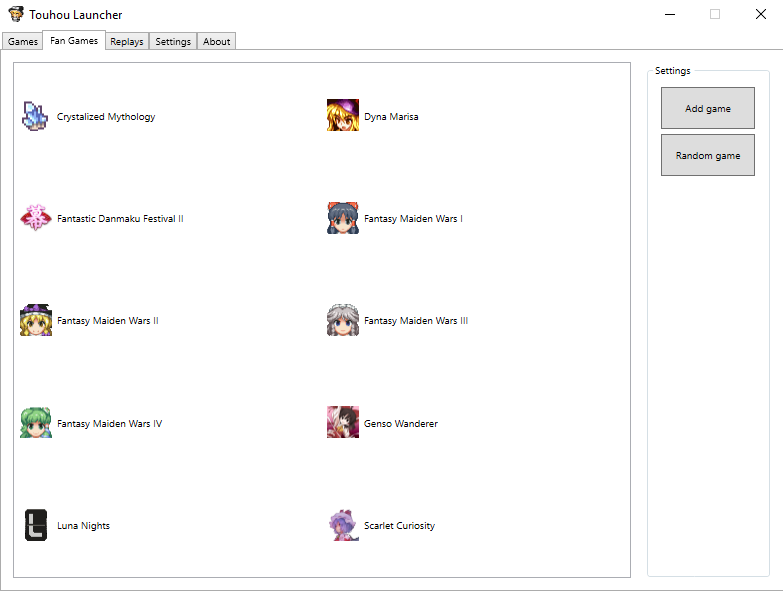 Touhou Launcher
Games
Fan Games
Replays
Settings
About
Crystalized Mythology
Dyna Marisa
Fantastic Danmaku Festival II
Fantasy Maiden Wars I
Fantasy Maiden Wars II
Fantasy Maiden Wars III
Fantasy Maiden Wars IV
Genso Wanderer
Luna Nights
Scarlet Curiosity
Settings
Add game
Random game